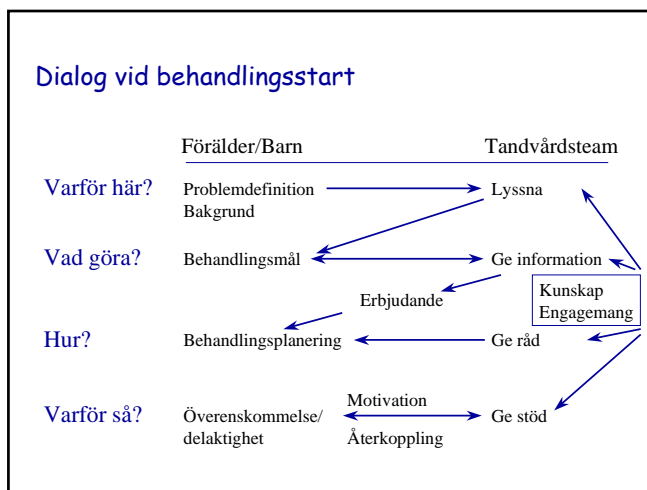 Dialog vid behandlingsstart
Förälder/Barn Tandvårdsteam
Varför här? Problemdefinition Lyssna
Bakgrund
Vad göra? Behandlingsmål Ge information
Kunskap
Erbjudande
Engagemang
Hur? Behandlingsplanering Ge råd
Motivation
Varför så? Överenskommelse/ Ge stöd
delaktighet Återkoppling